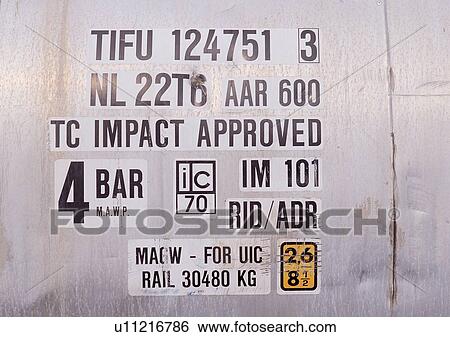 TIFU 124751 3
NL 22T6 AAR 600
TC IMPACT APPROVED
4 BAR
M.A.W.P.
ic
70
IM 101
RID/ADR
MAGW - FOR UIC
RAIL 30480 KG
2,6
8 1/2
FOTOSEARCH
u11216786 www.fotosearch.com